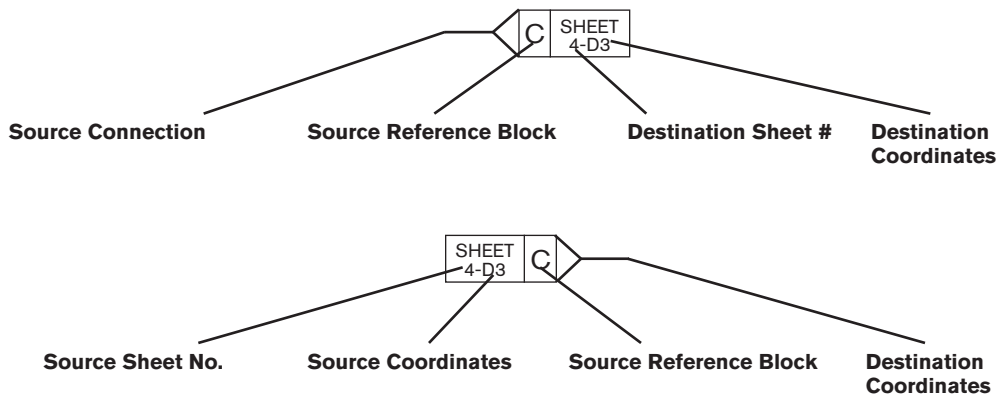 C
SHEET
4-D3
Source Connection
Source Reference Block
Destination Sheet #
Destination
Coordinates
SHEET
4-D3
C
Source Sheet No.
Source Coordinates
Source Reference Block
Destination
Coordinates